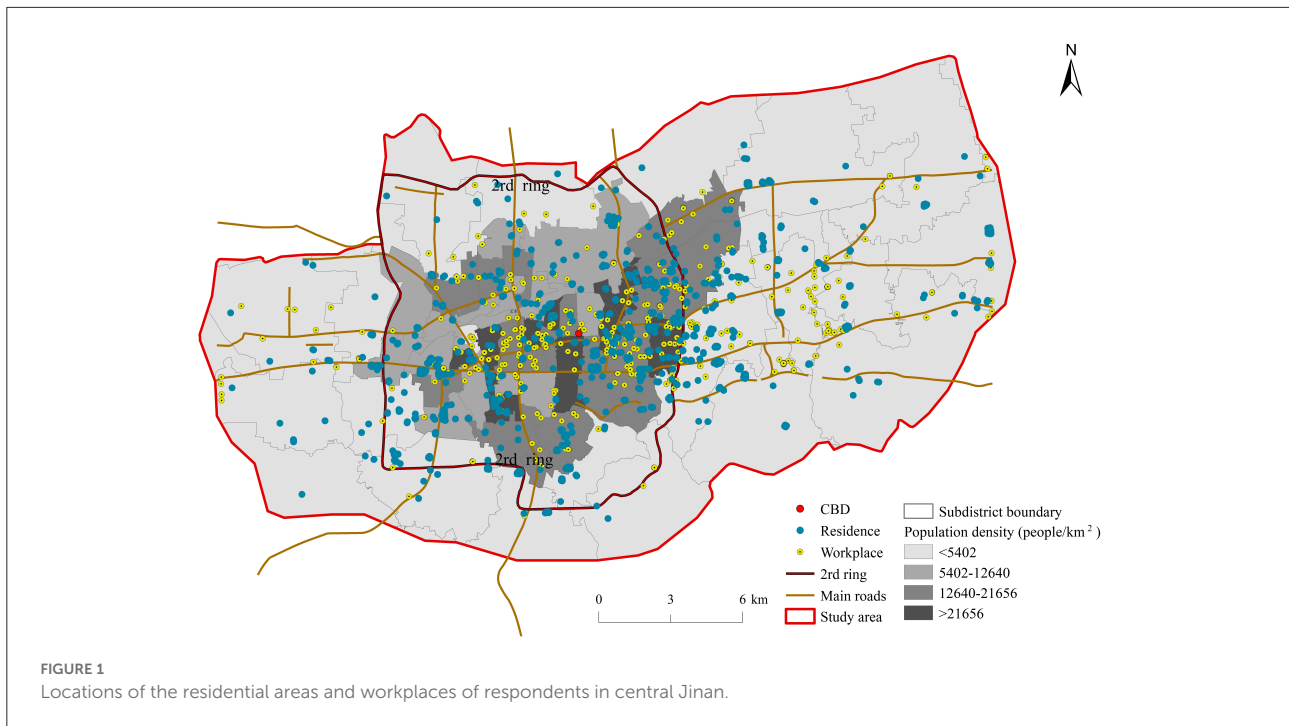 N
2rd ring
2rd ring
CBD
Residence
Workplace
2rd ring
Main roads
Study area
Subdistrict boundary
Population density (people/km²)
<5402
5402-12640
12640-21656
>21656
0 3 6 km
FIGURE 1
Locations of the residential areas and workplaces of respondents in central Jinan.